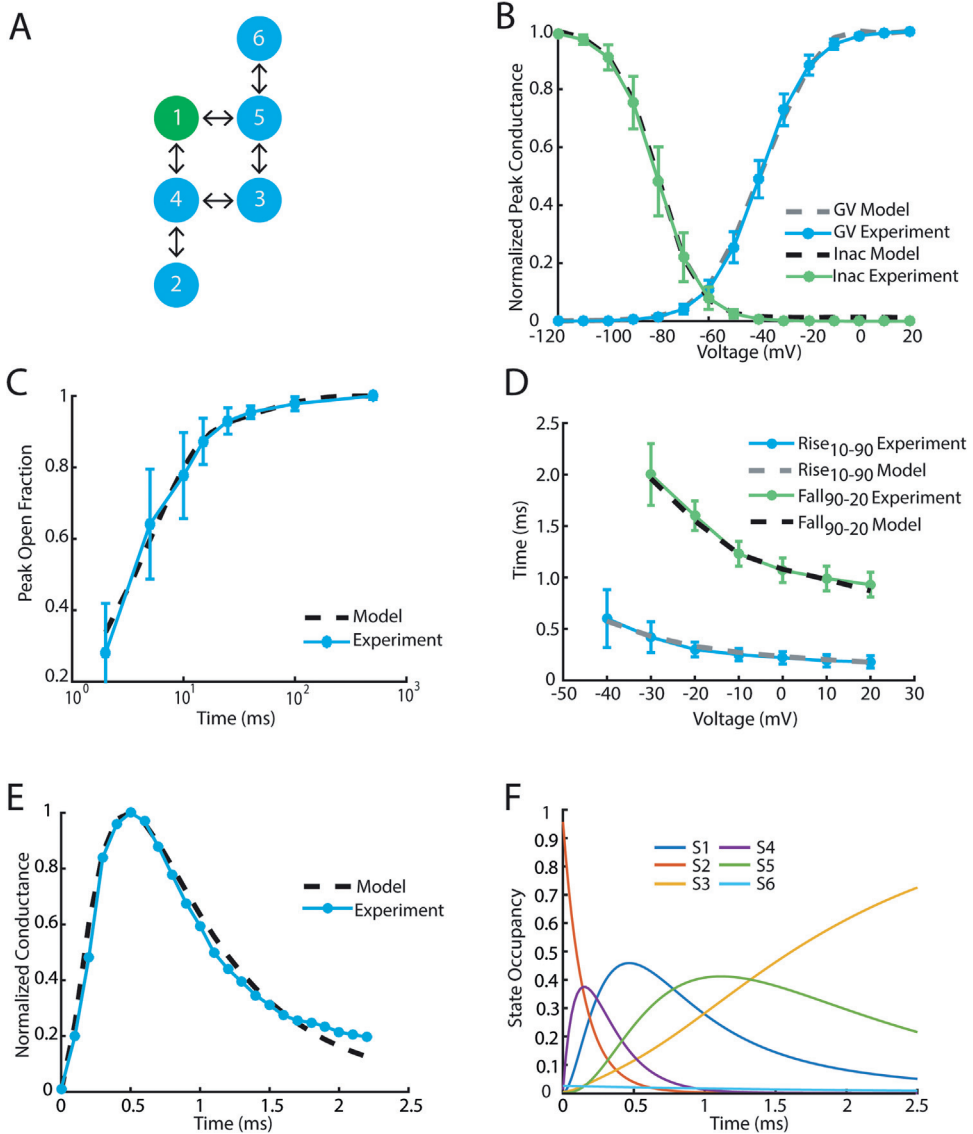 A
6
1
5
4
3
2
B
Normalized Peak Conductance
1.0
0.8
0.6
0.4
0.2
0
-120
-100
-80
-60
-40
-20
0
20
Voltage (mV)
GV Model
GV Experiment
Inac Model
Inac Experiment
C
Peak Open Fraction
1
0.8
0.6
0.4
0.2
10⁰
10¹
10²
10³
Time (ms)
Model
Experiment
D
Time (ms)
2.5
2.0
1.5
1.0
0.5
0
-50
-40
-30
-20
-10
0
10
20
30
Voltage (mV)
Rise10-90 Experiment
Rise10-90 Model
Fall90-20 Experiment
Fall90-20 Model
E
Normalized Conductance
1
0.8
0.6
0.4
0.2
0
0
0.5
1
1.5
2
2.5
Time (ms)
Model
Experiment
F
State Occupancy
1
0.9
0.8
0.7
0.6
0.5
0.4
0.3
0.2
0.1
0
0
0.5
1
1.5
2
2.5
Time (ms)
S1 S4
S2 S5
S3 S6